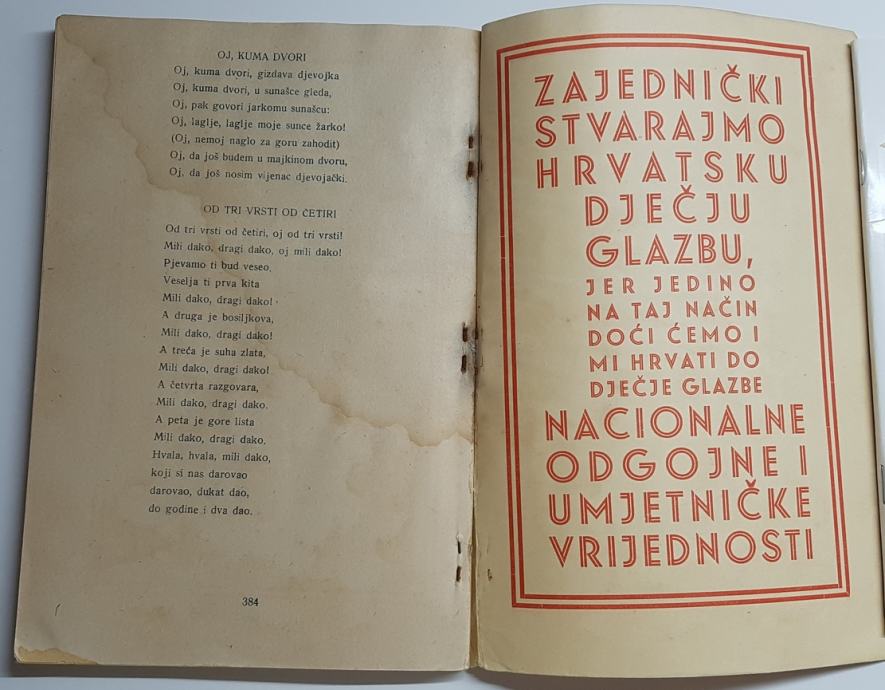 OJ, KUMA DVORI
Oj, kuma dvori, gizdava djevojka
Oj, kuma dvori, u sunašce gleda,
Oj, pak govori jarkomu sunašcu:
Oj, laglje, laglje moje sunce žarko!
(Oj, nemoj naglo za goru zahodit)
Oj, da još budem u majkinom dvoru,
Oj, da još nosim vijenac djevojački.
OD TRI VRSTI OD ČETIRI
Od tri vrsti od četiri, oj od tri vrsti!
Mili dako, dragi dako, oj mili dako!
Pjevamo ti bud veseo,
Veselja ti prva kita
Mili dako, dragi dako!
A druga je bosiljkova,
Mili dako, dragi dako!
A treća je suha zlata,
Mili dako, dragi dako!
A četvrta razgovara,
Mili dako, dragi dako.
A peta je gore lista
Mili dako, dragi dako.
Hvala, hvala, mili dako,
koji si nas darovao
darovao, dukat dao,
do godine i dva dao.
384
ZAJEDNIČKI
STVARAJMO
HRVATSKU
DJEČJU
GLAZBU,
JER JEDINO
NA TAJ NAČIN
DOĆI ĆEMO I
MI HRVATI DO
DJEČJE GLAZBE
NACIONALNE
ODGOJNE I
UMJETNIČKE
VRIJEDNOSTI